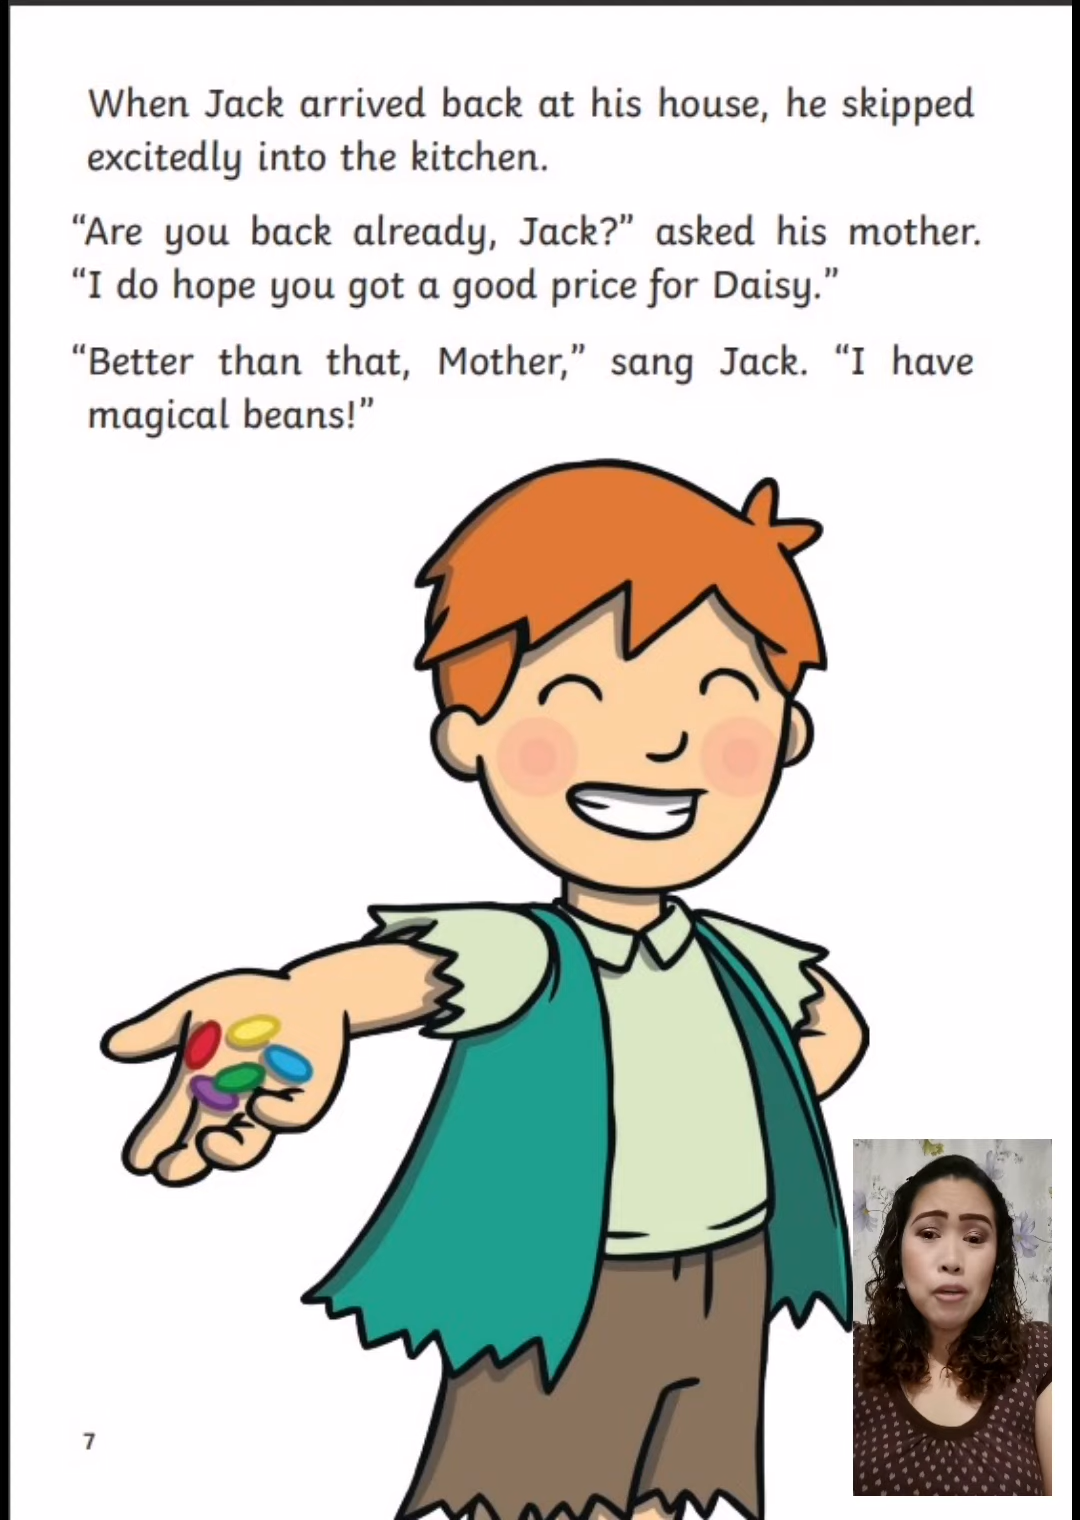 When Jack arrived back at his house, he skipped
excitedly into the kitchen.
“Are you back already, Jack?” asked his mother.
“I do hope you got a good price for Daisy.”
“Better than that, Mother,” sang Jack. “I have
magical beans!”
7